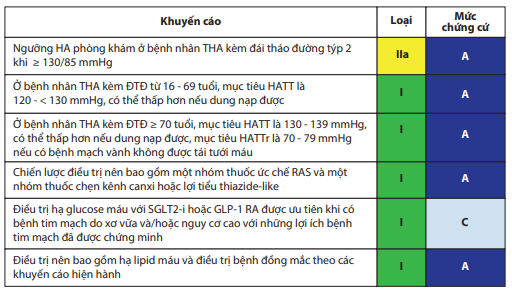 Khuyến cáo
Loại
Mức
chứng cứ
Ngưỡng HA phòng khám ở bệnh nhân THA kèm đái tháo đường týp 2
khi ≥ 130/85 mmHg
IIa
A
Ở bệnh nhân THA kèm ĐTĐ từ 16 - 69 tuổi, mục tiêu HATT là
120 - < 130 mmHg, có thể thấp hơn nếu dung nạp được
I
A
Ở bệnh nhân THA kèm ĐTĐ ≥ 70 tuổi, mục tiêu HATT là 130 - 139 mmHg,
có thể thấp hơn nếu dung nạp được, mục tiêu HATTr là 70 - 79 mmHg
nếu có bệnh mạch vành không được tái tưới máu
I
A
Chiến lược điều trị nên bao gồm một nhóm thuốc ức chế RAS và một
nhóm thuốc chẹn kênh canxi hoặc lợi tiểu thiazide-like
I
A
Điều trị hạ glucose máu với SGLT2-i hoặc GLP-1 RA được ưu tiên khi có
bệnh tim mạch do xơ vữa và/hoặc nguy cơ cao với những lợi ích bệnh
tim mạch đã được chứng minh
I
C
Điều trị nên bao gồm hạ lipid máu và điều trị bệnh đồng mắc theo các
khuyến cáo hiện hành
I
A